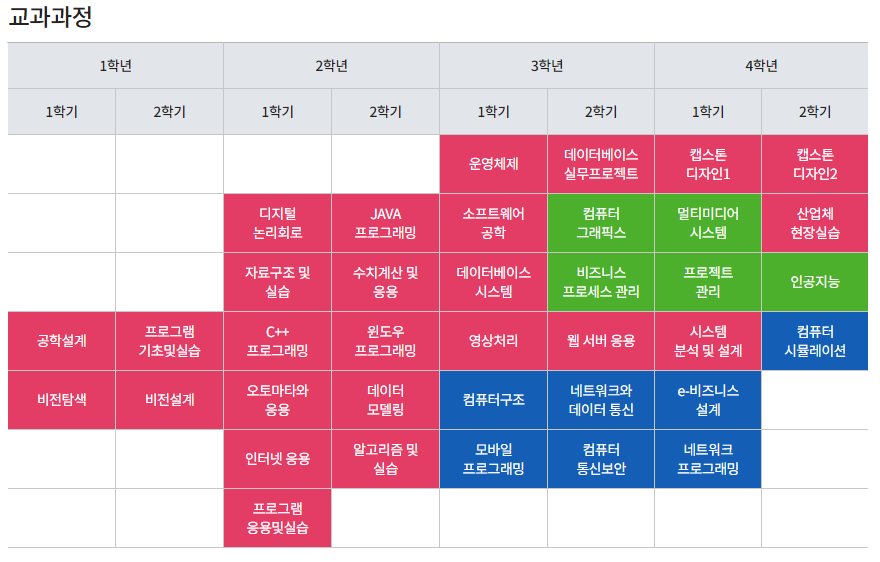 교과과정
1학년 2학년 3학년 4학년
1학기 2학기 1학기 2학기 1학기 2학기 1학기 2학기
운영체제 데이터베이스 캡스톤 캡스톤
실무프로젝트 디자인1 디자인2
디지털 JAVA 소프트웨어 컴퓨터 멀티미디어 산업체
논리회로 프로그래밍 공학 그래픽스 시스템 현장실습
자료구조 및 수치계산 및 데이터베이스 비즈니스 프로젝트 인공지능
실습 응용 시스템 프로세스 관리 관리
공학설계 프로그램 C++ 윈도우 영상처리 웹 서버 응용 시스템 컴퓨터
기초및실습 프로그래밍 프로그래밍 분석 및 설계 시뮬레이션
비전탐색 비전설계 오토마타와 데이터 컴퓨터구조 네트워크와 e-비즈니스
응용 모델링 데이터 통신 설계
인터넷 응용 알고리즘 및 모바일 컴퓨터 네트워크
실습 프로그래밍 통신보안 프로그래밍
프로그램
응용및실습